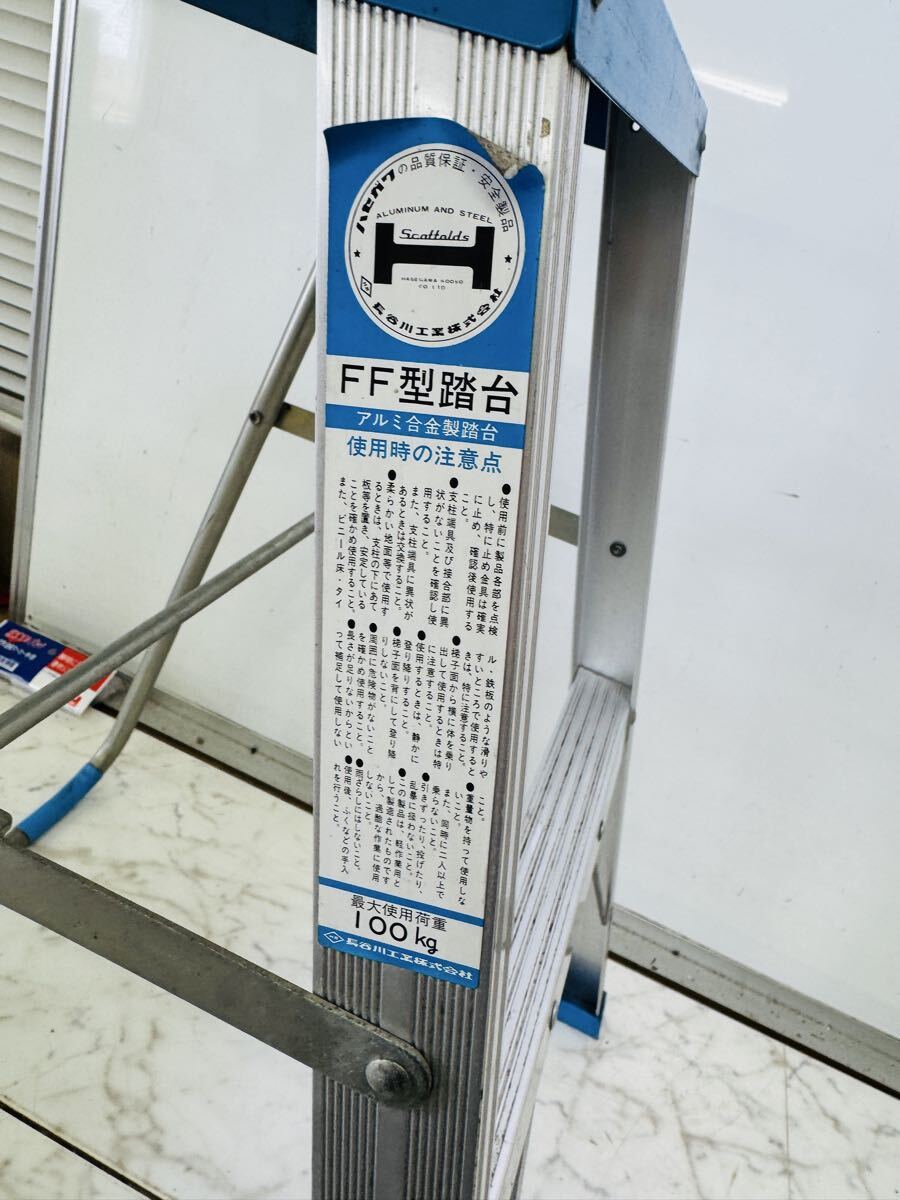 ハセガワの品質保証・安全製品
ALUMINUM AND STEEL
Scaffolds
HASEGAWA KOGYO
CO LTD
長谷川工業株式会社
FF型踏台
アルミ合金製踏台
使用時の注意点
●使用前に製品各部を点検
し、特に止め金具は確実
に止め、確認後使用する
こと。
●支柱端具及び接合部に異
状がないことを確認し使
用すること。
また、支柱端具に異状が
あるときは交換すること。
●柔らかい地面等で使用す
るときは、支柱の下にあて
板等を置き、安定している
ことを確かめ使用すること。
また、ビニール床・タイ
ル・鉄板のような滑りや
すいところで使用すると
きは、特に注意すること。
●梯子面から横に体を乗り
出して使用するときは特
に注意すること。
●使用するときは、静かに
登り降りすること。
●梯子面を背にして登り降
りしないこと。
●周囲に危険物がないこと
を確かめ使用すること。
●長さが足りないからとい
って補足して使用しない
こと。
●重量物を持って使用しな
いこと。
また、同時に二人以上で
乗らないこと。
●引きずったり、投げたり、
乱暴に扱わないこと。
●この製品は、軽作業用と
して製造されたものです
から、過酷な作業に使用
しないこと。
●雨ざらしにはしないこと。
●使用後、ふくなどの手入
れを行うこと。
最大使用荷重
100kg
長谷川工業株式会社